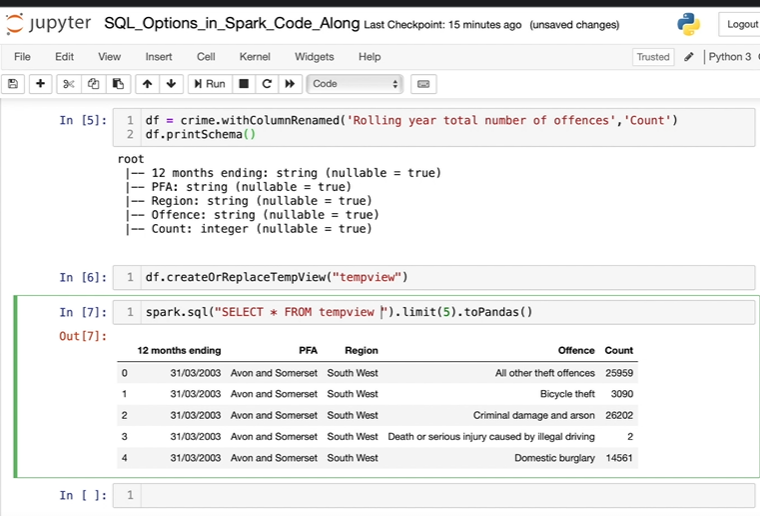 jupyter SQL_Options_in_Spark_Code_Along Last Checkpoint: 15 minutes ago (unsaved changes) Logout
File Edit View Insert Cell Kernel Widgets Help Trusted Python 3
Run Code
In [5]: 1 df = crime.withColumnRenamed('Rolling year total number of offences','Count')
2 df.printSchema()
root
|-- 12 months ending: string (nullable = true)
|-- PFA: string (nullable = true)
|-- Region: string (nullable = true)
|-- Offence: string (nullable = true)
|-- Count: integer (nullable = true)
In [6]: 1 df.createOrReplaceTempView("tempview")
In [7]: 1 spark.sql("SELECT * FROM tempview ").limit(5).toPandas()
Out[7]:
12 months ending PFA Region Offence Count
0 31/03/2003 Avon and Somerset South West All other theft offences 25959
1 31/03/2003 Avon and Somerset South West Bicycle theft 3090
2 31/03/2003 Avon and Somerset South West Criminal damage and arson 26202
3 31/03/2003 Avon and Somerset South West Death or serious injury caused by illegal driving 2
4 31/03/2003 Avon and Somerset South West Domestic burglary 14561
In [ ]: 1